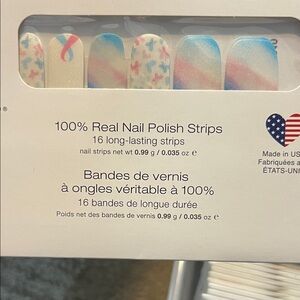 ®
100% Real Nail Polish Strips
16 long-lasting strips
nail strips net wt 0.99 g / 0.035 oz ℮
Made in US
Fabriquées a
ÉTATS-UNI
Bandes de vernis
à ongles véritable à 100%
16 bandes de longue durée
Poids net des bandes de vernis 0.99 g / 0.035 oz ℮